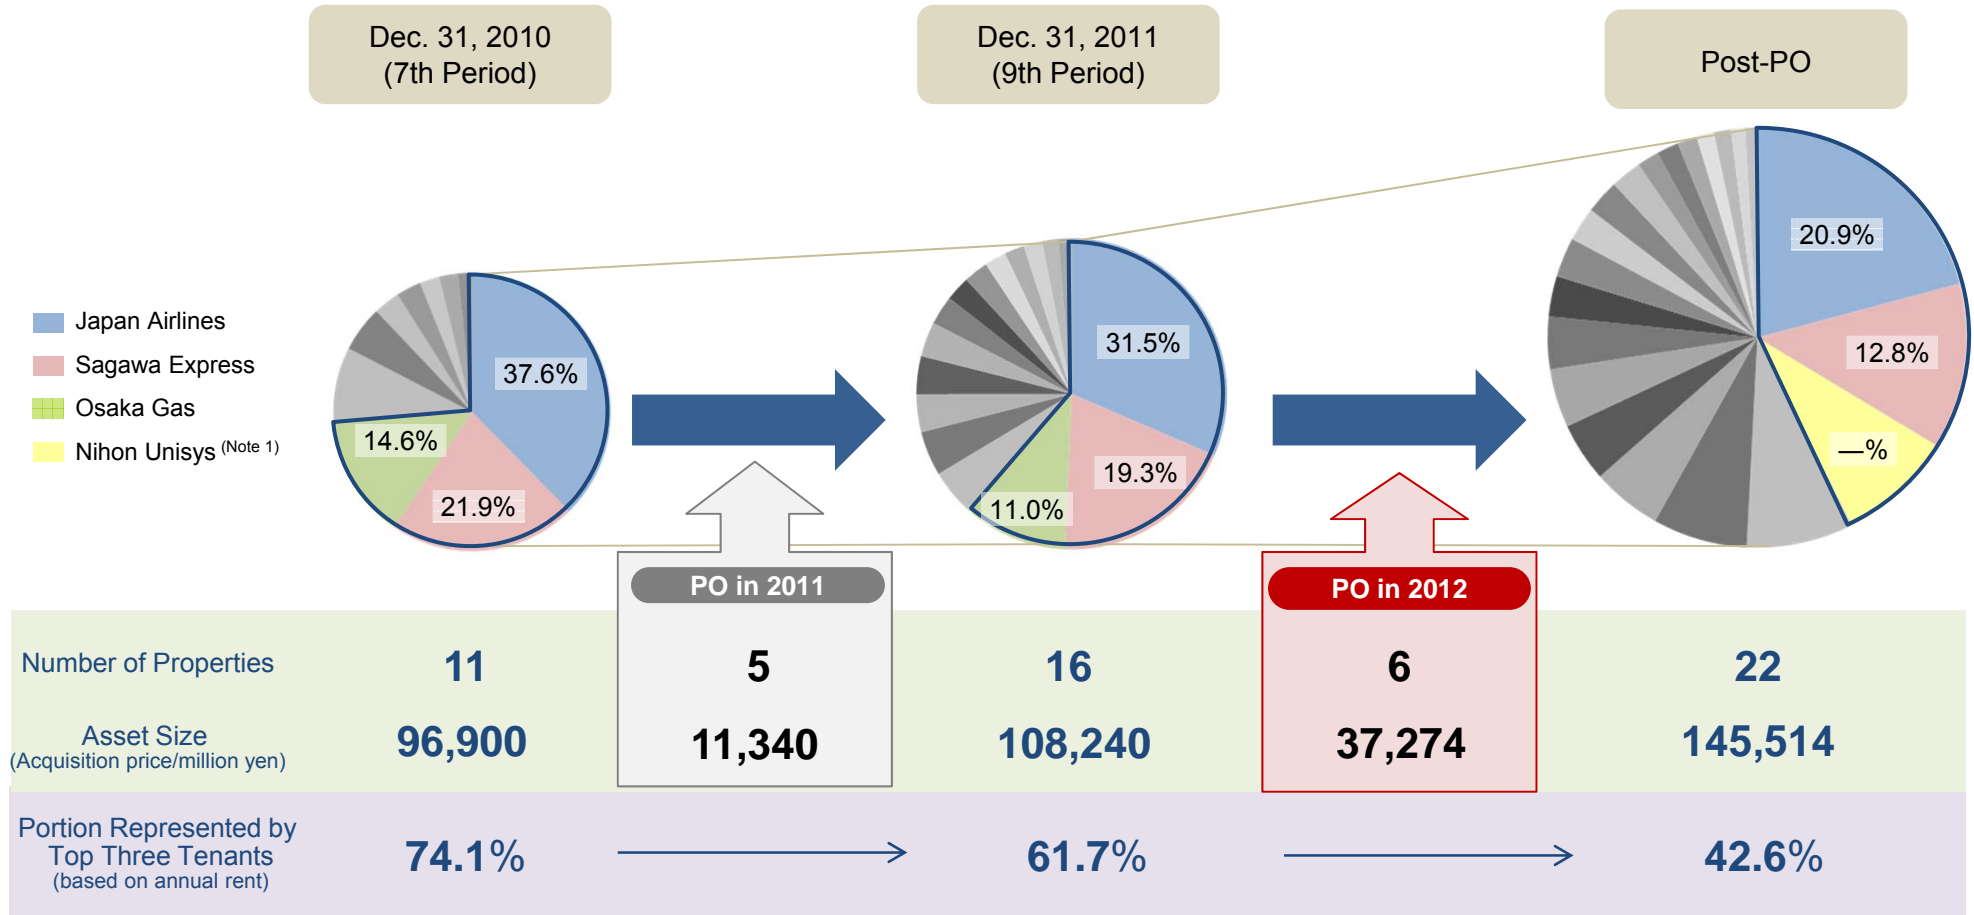 Dec. 31, 2010
(7th Period)
Dec. 31, 2011
(9th Period)
Post-PO
Japan Airlines
Sagawa Express
Osaka Gas
Nihon Unisys (Note 1)
37.6%
14.6%
21.9%
31.5%
19.3%
11.0%
20.9%
12.8%
—%
PO in 2011
PO in 2012
Number of Properties
11
5
16
6
22
Asset Size
(Acquisition price/million yen)
96,900
11,340
108,240
37,274
145,514
Portion Represented by
Top Three Tenants
(based on annual rent)
74.1%
61.7%
42.6%